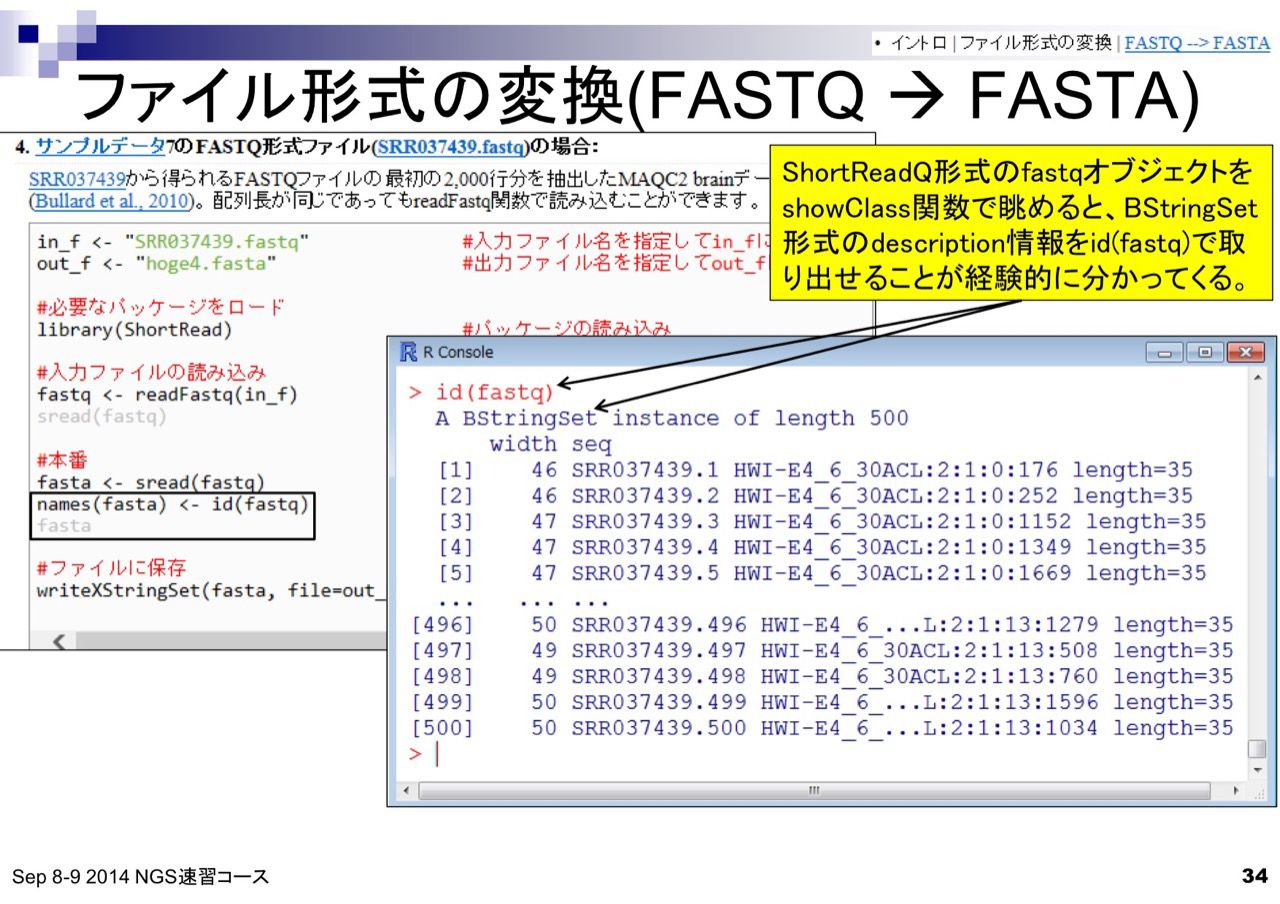 • イントロ | ファイル形式の変換 | FASTQ --> FASTA
ファイル形式の変換(FASTQ → FASTA)
4. サンプルデータ7のFASTQ形式ファイル(SRR037439.fastq)の場合:
SRR037439から得られるFASTQファイルの最初の2,000行分を抽出したMAQC2 brainデー
(Bullard et al., 2010)。配列長が同じであってもreadFastq関数で読み込むことができます。
in_f <- "SRR037439.fastq" #入力ファイル名を指定してin_fに
out_f <- "hoge4.fasta" #出力ファイル名を指定してout_f
#必要なパッケージをロード
library(ShortRead) #パッケージの読み込み
#入力ファイルの読み込み
fastq <- readFastq(in_f)
sread(fastq)
#本番
fasta <- sread(fastq)
names(fasta) <- id(fastq)
fasta
#ファイルに保存
writeXStringSet(fasta, file=out_
ShortReadQ形式のfastqオブジェクトを
showClass関数で眺めると、BStringSet
形式のdescription情報をid(fastq)で取
り出せることが経験的に分かってくる。
R Console
> id(fastq)
A BStringSet instance of length 500
width seq
[1] 46 SRR037439.1 HWI-E4_6_30ACL:2:1:0:176 length=35
[2] 46 SRR037439.2 HWI-E4_6_30ACL:2:1:0:252 length=35
[3] 47 SRR037439.3 HWI-E4_6_30ACL:2:1:0:1152 length=35
[4] 47 SRR037439.4 HWI-E4_6_30ACL:2:1:0:1349 length=35
[5] 47 SRR037439.5 HWI-E4_6_30ACL:2:1:0:1669 length=35
... ... ...
[496] 50 SRR037439.496 HWI-E4_6_...L:2:1:13:1279 length=35
[497] 49 SRR037439.497 HWI-E4_6_30ACL:2:1:13:508 length=35
[498] 49 SRR037439.498 HWI-E4_6_30ACL:2:1:13:760 length=35
[499] 50 SRR037439.499 HWI-E4_6_...L:2:1:13:1596 length=35
[500] 50 SRR037439.500 HWI-E4_6_...L:2:1:13:1034 length=35
>
Sep 8-9 2014 NGS速習コース
34